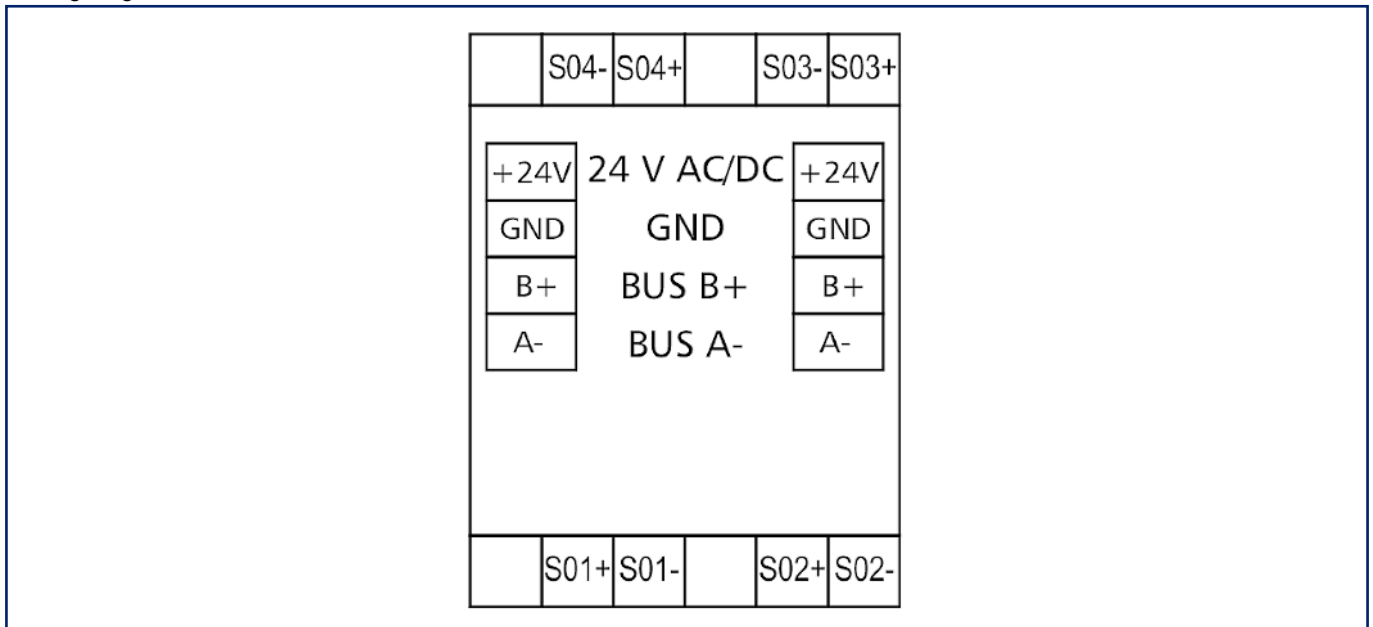 S04- S04+ S03- S03+
+24V 24 V AC/DC +24V
GND GND GND
B+ BUS B+ B+
A- BUS A- A-
S01+ S01- S02+ S02-